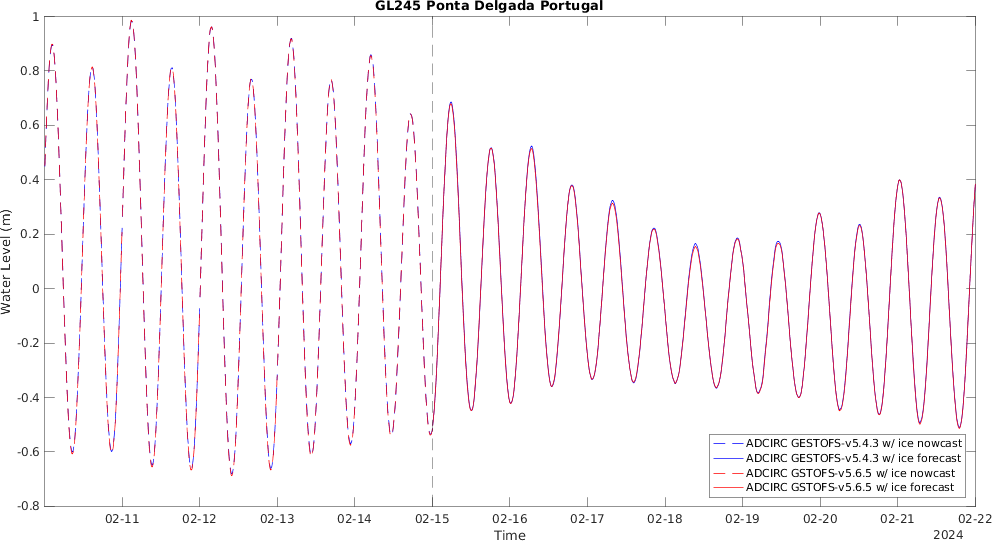 GL245 Ponta Delgada Portugal
1
0.8
0.6
0.4
0.2
0
-0.2
-0.4
-0.6
-0.8
Water Level (m)
02-11 02-12 02-13 02-14 02-15 02-16 02-17 02-18 02-19 02-20 02-21 02-22
Time
2024
ADCIRC GESTOFS-v5.4.3 w/ ice nowcast
ADCIRC GESTOFS-v5.4.3 w/ ice forecast
ADCIRC GSTOFS-v5.6.5 w/ ice nowcast
ADCIRC GSTOFS-v5.6.5 w/ ice forecast